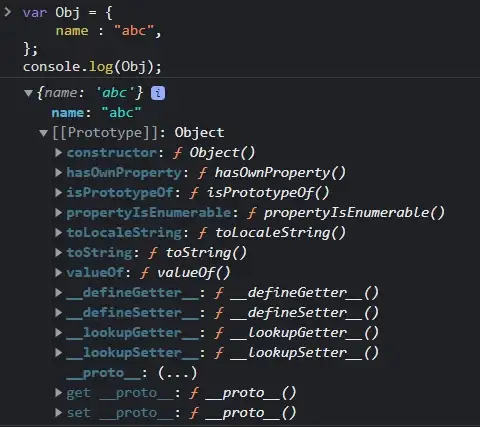 > var Obj = {
name : "abc",
};
console.log(Obj);
▼{name: 'abc'} i
name: "abc"
▼[[Prototype]]: Object
▶constructor: ƒ Object()
▶hasOwnProperty: ƒ hasOwnProperty()
▶isPrototypeOf: ƒ isPrototypeOf()
▶propertyIsEnumerable: ƒ propertyIsEnumerable()
▶toLocaleString: ƒ toLocaleString()
▶toString: ƒ toString()
▶valueOf: ƒ valueOf()
▶__defineGetter__: ƒ __defineGetter__()
▶__defineSetter__: ƒ __defineSetter__()
▶__lookupGetter__: ƒ __lookupGetter__()
▶__lookupSetter__: ƒ __lookupSetter__()
__proto__: (...)
▶get __proto__: ƒ __proto__()
▶set __proto__: ƒ __proto__()